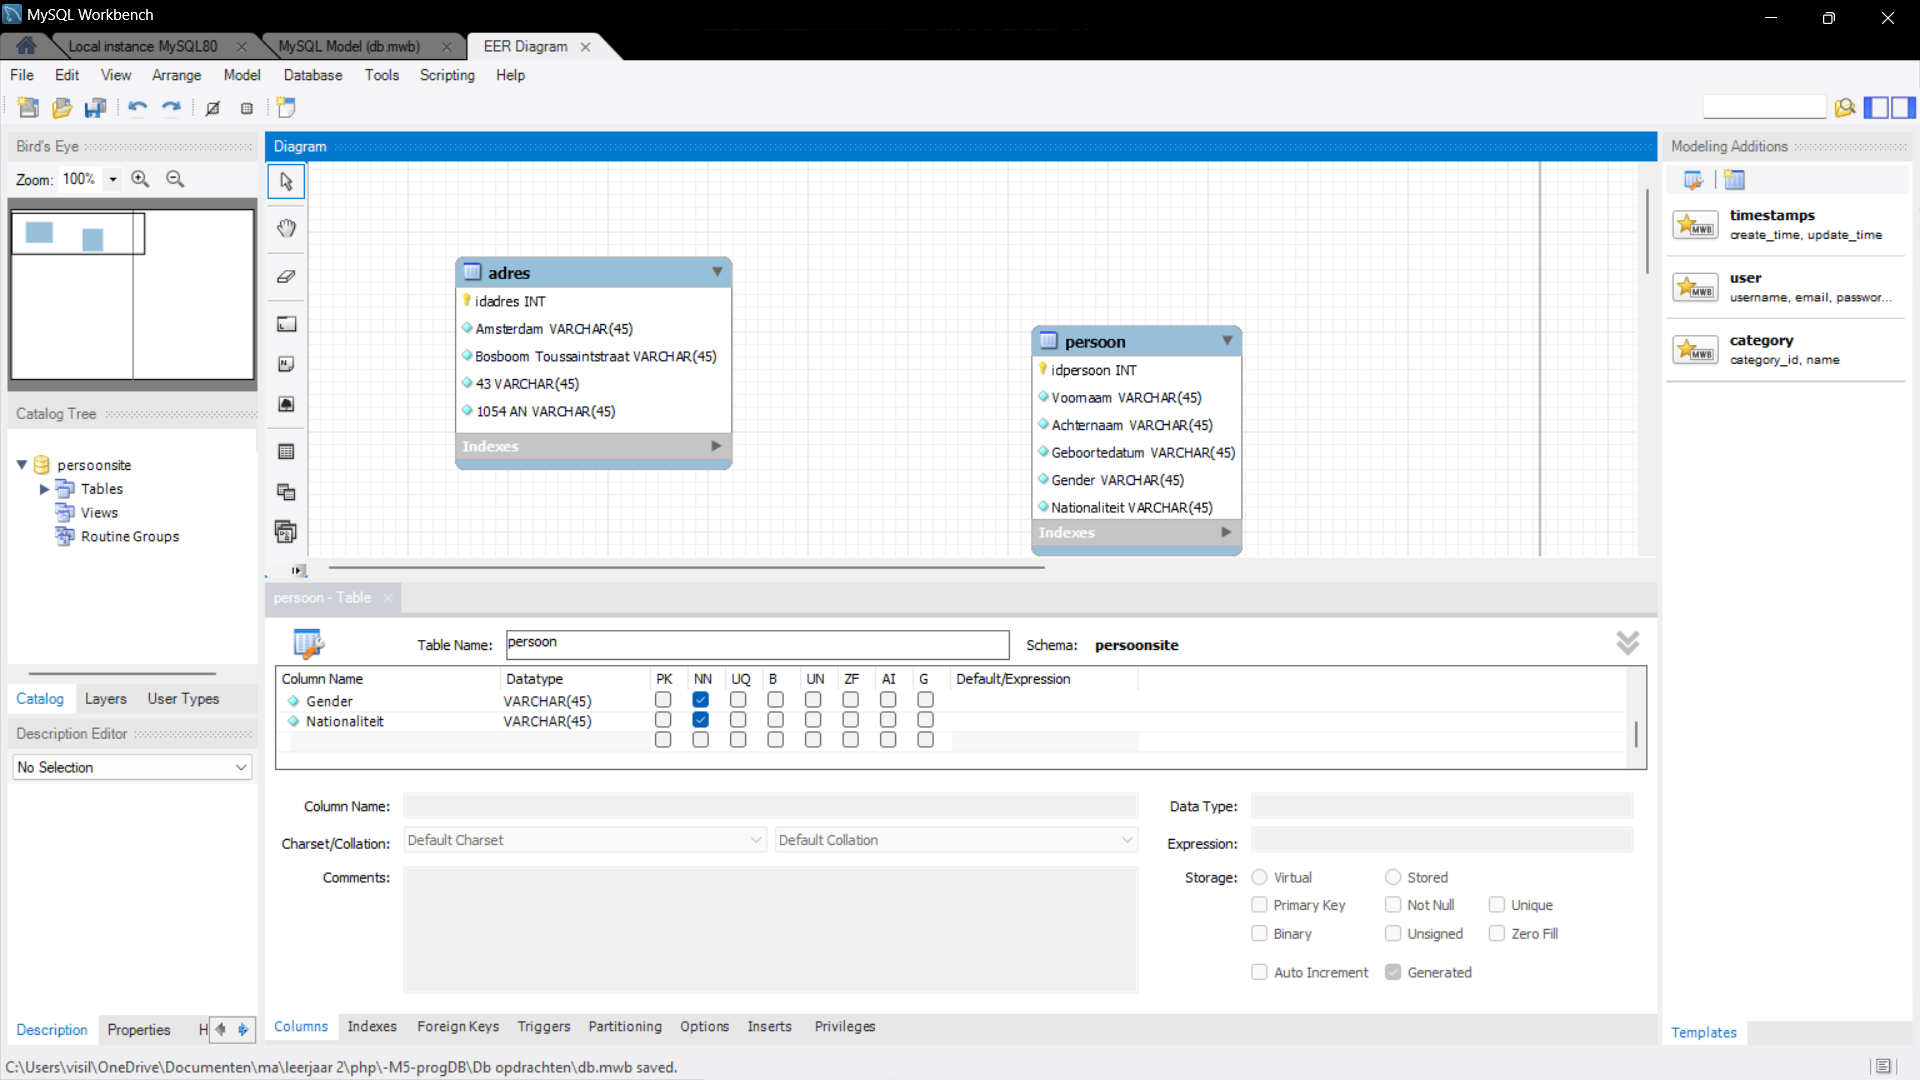 MySQL Workbench
Local instance MySQL80
MySQL Model (db.mwb)
EER Diagram
File Edit View Arrange Model Database Tools Scripting Help
Bird's Eye
Zoom: 100%
Catalog Tree
persoonsite
Tables
Views
Routine Groups
Catalog Layers User Types
Description Editor
No Selection
Description Properties H
Diagram
adres
idadres INT
Amsterdam VARCHAR(45)
Bosboom Toussaintstraat VARCHAR(45)
43 VARCHAR(45)
1054 AN VARCHAR(45)
Indexes
persoon
idpersoon INT
Voornaam VARCHAR(45)
Achternaam VARCHAR(45)
Geboortedatum VARCHAR(45)
Gender VARCHAR(45)
Nationaliteit VARCHAR(45)
Indexes
persoon - Table
Table Name: persoon Schema: persoonsite
Column Name Datatype PK NN UQ B UN ZF AI G Default/Expression
Gender VARCHAR(45)
Nationaliteit VARCHAR(45)
Column Name: Data Type:
Charset/Collation: Default Charset Default Collation Expression:
Comments: Storage: Virtual Stored
Primary Key Not Null Unique
Binary Unsigned Zero Fill
Auto Increment Generated
Columns Indexes Foreign Keys Triggers Partitioning Options Inserts Privileges
Modeling Additions
timestamps
create_time, update_time
user
username, email, passwor...
category
category_id, name
Templates
C:\Users\visil\OneDrive\Documenten\ma\leerjaar 2\php\-M5-progDB\Db opdrachten\db.mwb saved.